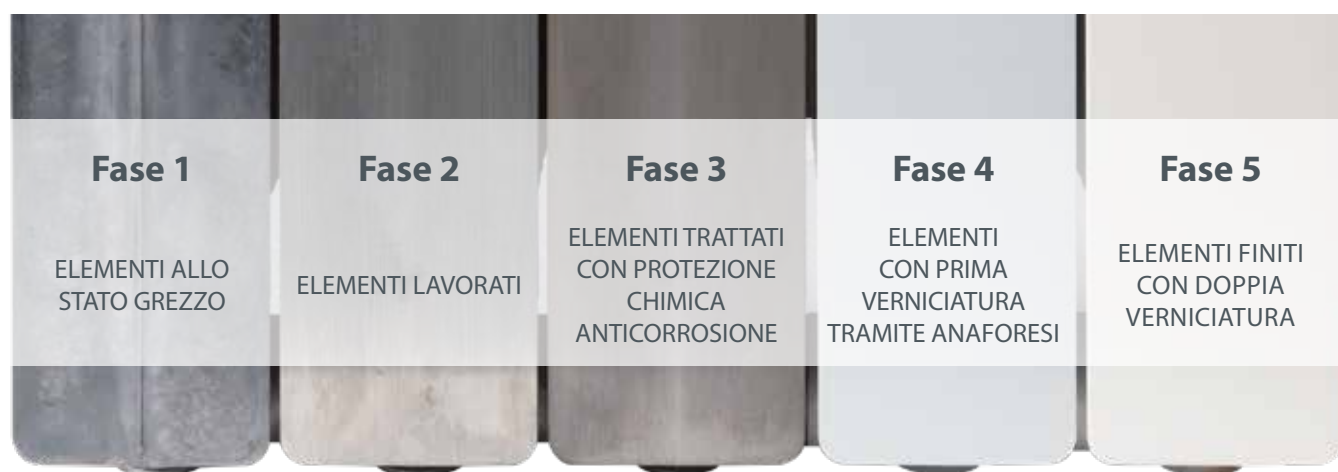 Fase 1
ELEMENTI ALLO
STATO GREZZO
Fase 2
ELEMENTI LAVORATI
Fase 3
ELEMENTI TRATTATI
CON PROTEZIONE
CHIMICA
ANTICORROSIONE
Fase 4
ELEMENTI
CON PRIMA
VERNICIATURA
TRAMITE ANAFORESI
Fase 5
ELEMENTI FINITI
CON DOPPIA
VERNICIATURA